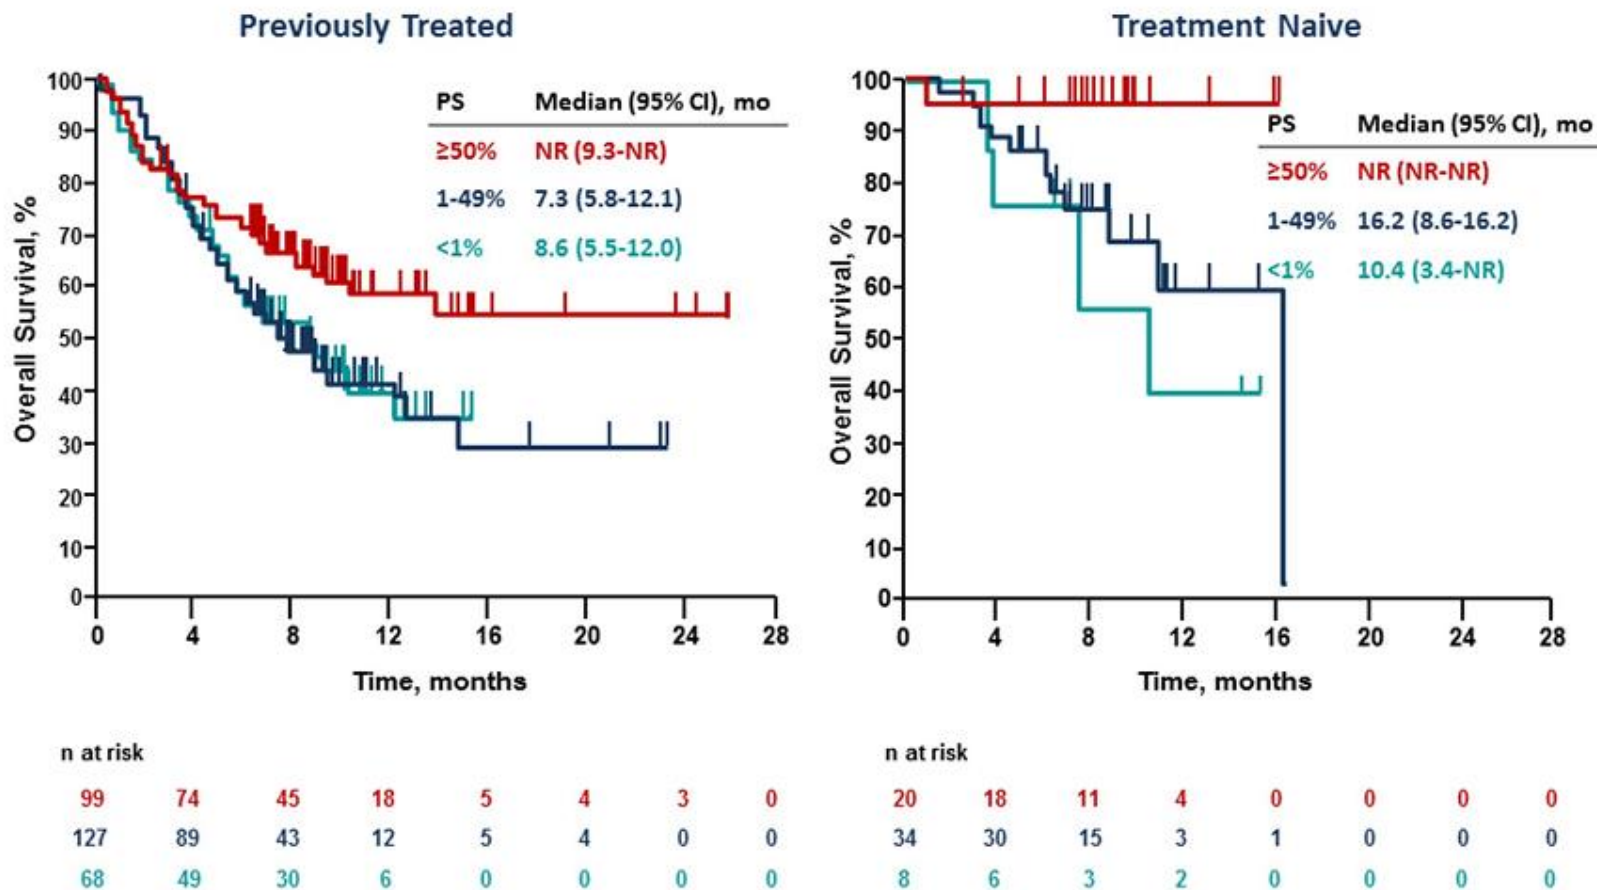 Previously Treated
Overall Survival, %
100
90
80
70
60
50
40
30
20
10
0
PS Median (95% CI), mo
≥50% NR (9.3-NR)
1-49% 7.3 (5.8-12.1)
<1% 8.6 (5.5-12.0)
0 4 8 12 16 20 24 28
Time, months
n at risk
99 74 45 18 5 4 3 0
127 89 43 12 5 4 0 0
68 49 30 6 0 0 0 0
Treatment Naive
Overall Survival, %
100
90
80
70
60
50
40
30
20
10
0
PS Median (95% CI), mo
≥50% NR (NR-NR)
1-49% 16.2 (8.6-16.2)
<1% 10.4 (3.4-NR)
0 4 8 12 16 20 24 28
Time, months
n at risk
20 18 11 4 0 0 0 0
34 30 15 3 1 0 0 0
8 6 3 2 0 0 0 0